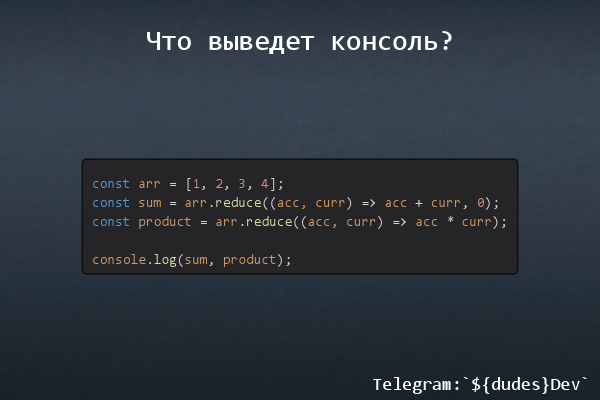 Что выведет консоль?
const arr = [1, 2, 3, 4];
const sum = arr.reduce((acc, curr) => acc + curr, 0);
const product = arr.reduce((acc, curr) => acc * curr);
console.log(sum, product);
Telegram:`${dudes}Dev`